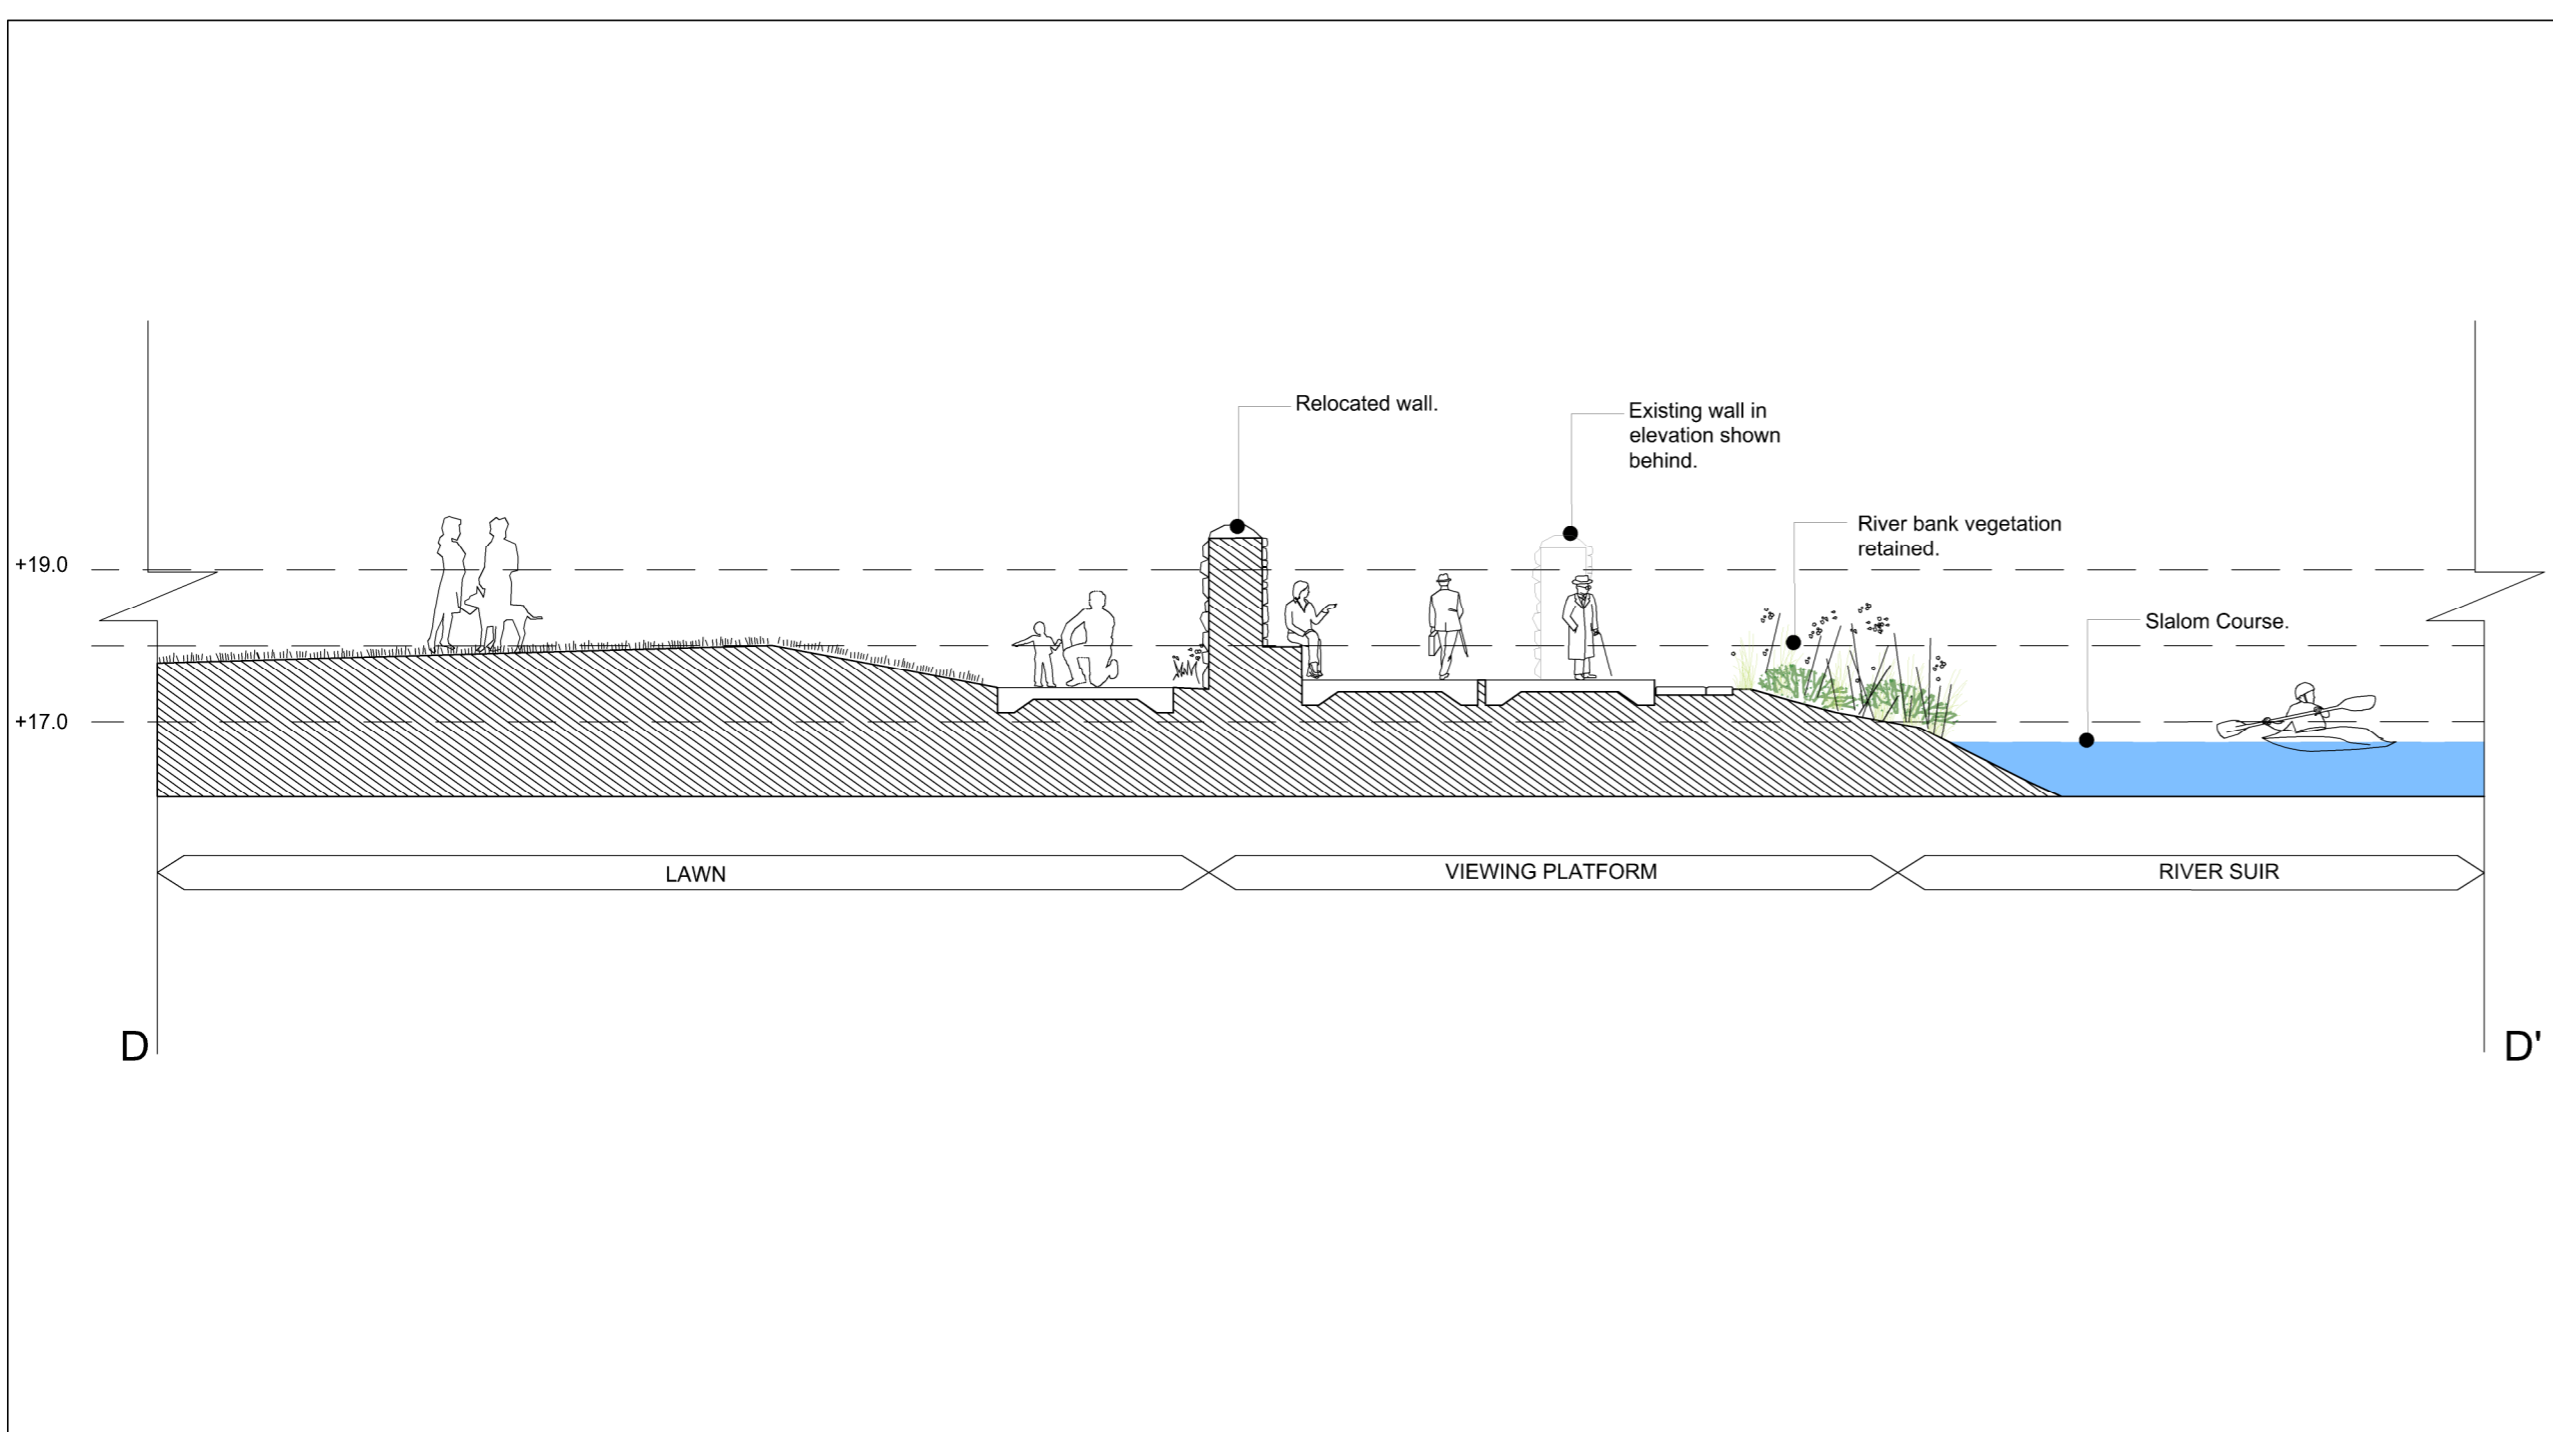 Relocated wall.
Existing wall in
elevation shown
behind.
River bank vegetation
retained.
Slalom Course.
+19.0
+17.0
LAWN
VIEWING PLATFORM
RIVER SUIR
D
D'